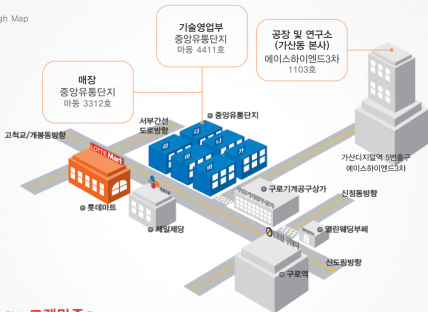 gh Map
기술영업부
중앙유통단지
마동 4411호
공장 및 연구소
(가산동 본사)
에이스하이엔드3차
1103호
매장
중앙유통단지
마동 3312호
서부간선
도로방향
중앙유통단지
고척교/개봉동방향
LOTTE Mart
가산디지털역 5번출구
에이스하이엔드3차
구로기계공구상가
신정동방향
롯데마트
제일제당
열린웨딩부페
신도림방향
구로역
고객만족